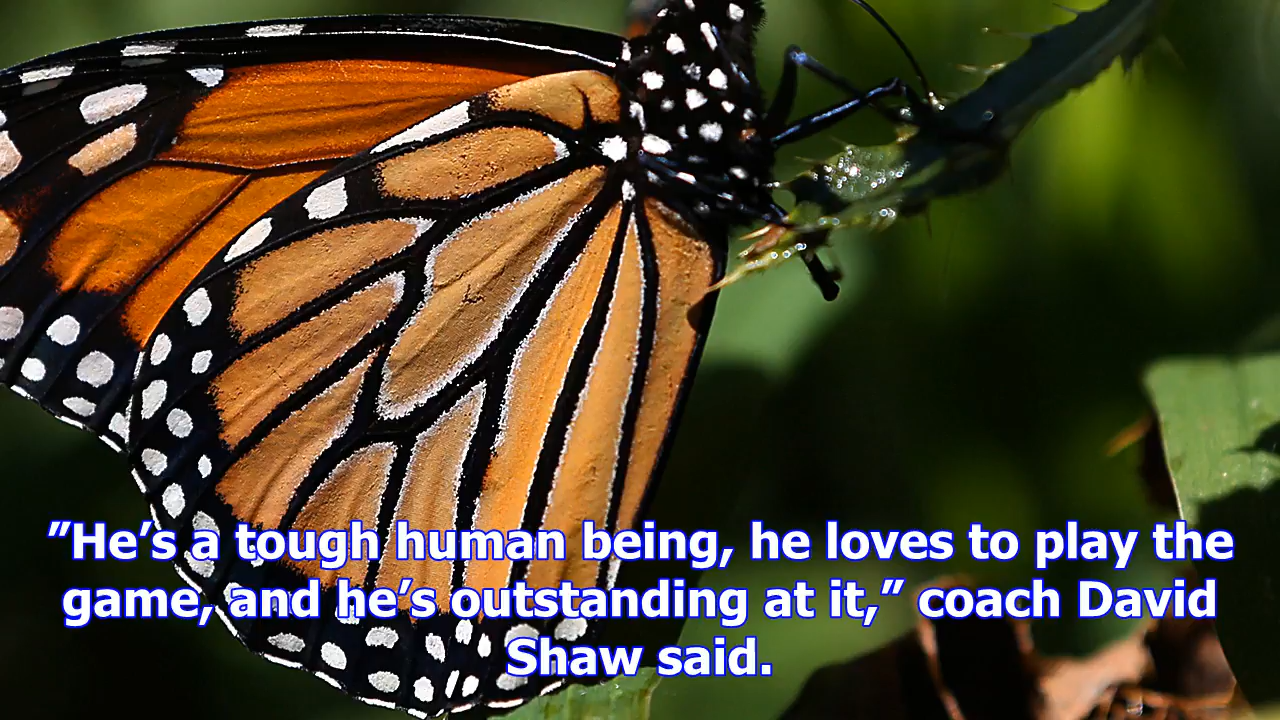 ”He’s a tough human being, he loves to play the
game, and he’s outstanding at it,” coach David
Shaw said.